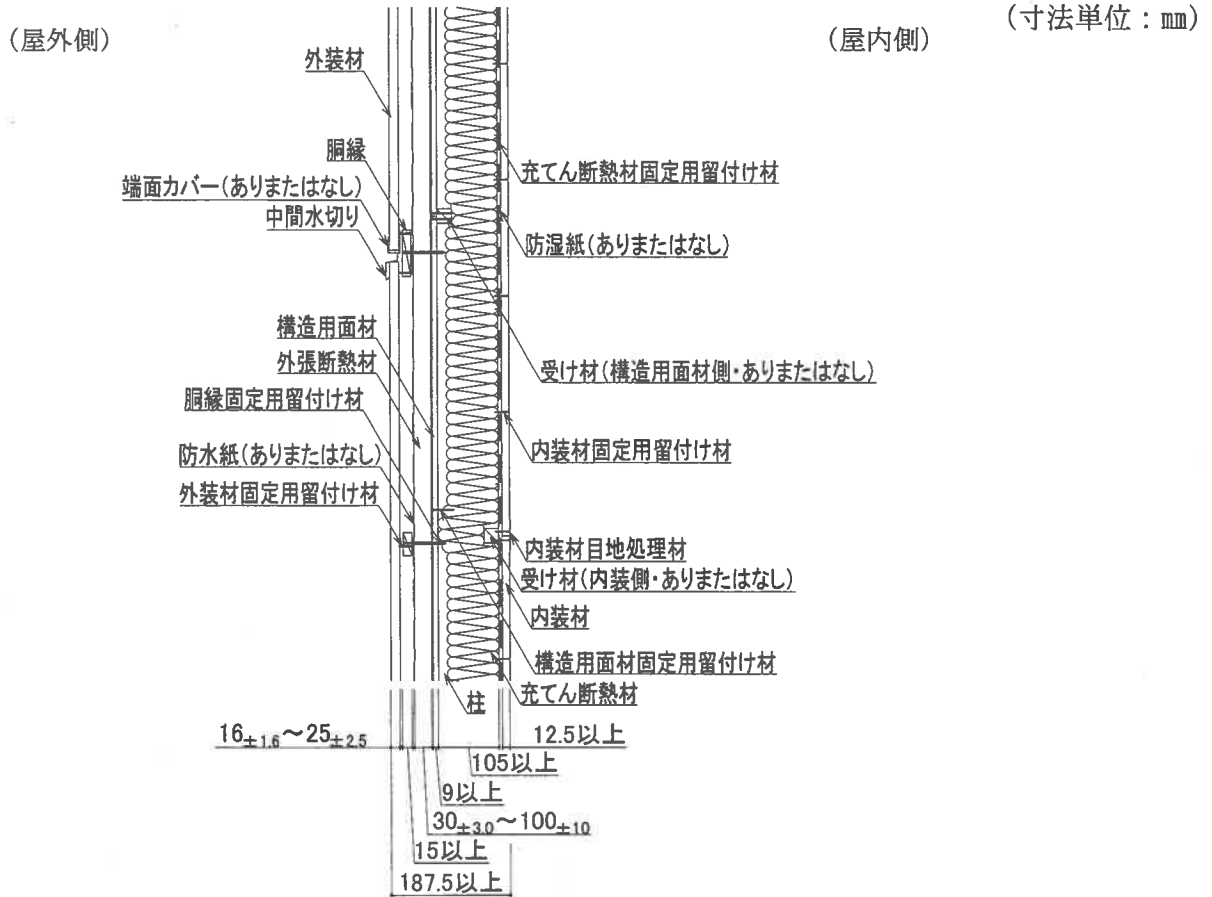 (寸法単位：㎜)
(屋外側)
(屋内側)
外装材
胴縁
端面カバー(ありまたはなし)
中間水切り
構造用面材
外張断熱材
胴縁固定用留付け材
防水紙(ありまたはなし)
外装材固定用留付け材
充てん断熱材固定用留付け材
防湿紙(ありまたはなし)
受け材(構造用面材側・ありまたはなし)
内装材固定用留付け材
内装材目地処理材
受け材(内装側・ありまたはなし)
内装材
構造用面材固定用留付け材
充てん断熱材
柱
16±1.6～25±2.5
12.5以上
105以上
9以上
30±3.0～100±10
15以上
187.5以上